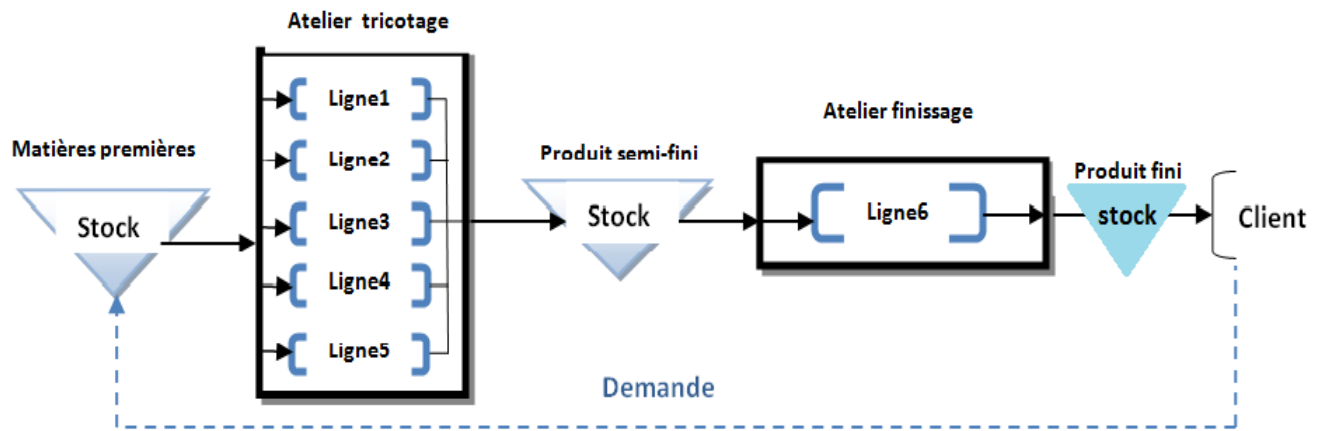 Atelier tricotage
Matières premières
Stock
Ligne1
Ligne2
Ligne3
Ligne4
Ligne5
Produit semi-fini
Stock
Atelier finissage
Ligne6
Produit fini
stock
Client
Demande